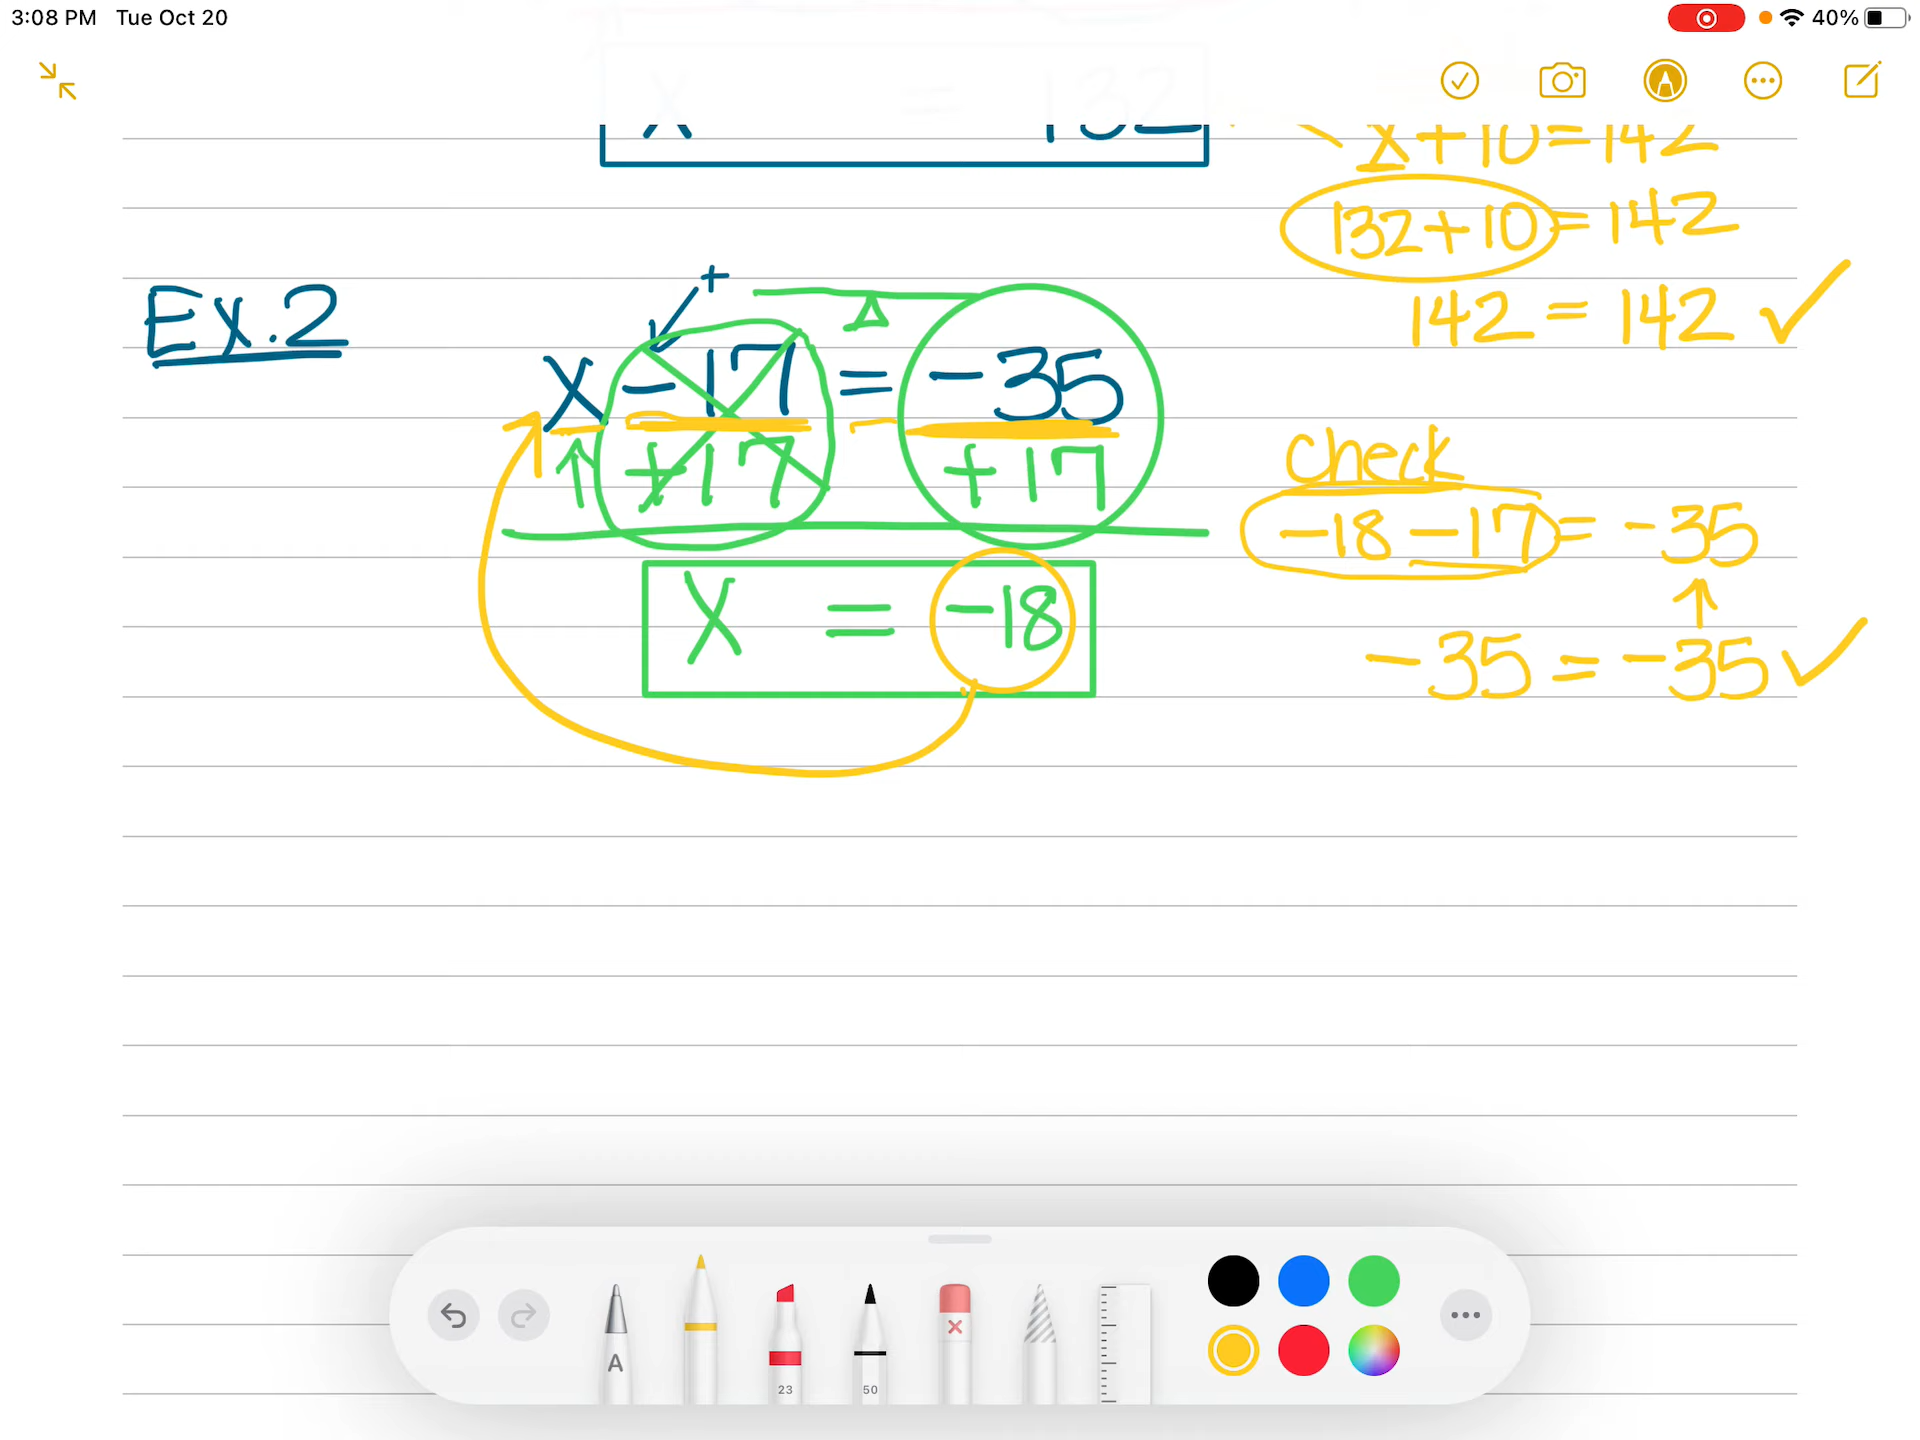 3:08 PM Tue Oct 20
40%
X = 132
x+10=142
132+10=142
142 = 142 ✓
Ex.2
+
x -17 = -35
+17 +17
X = -18
check
-18 -17 = -35
-35 = -35 ✓
A
23
50